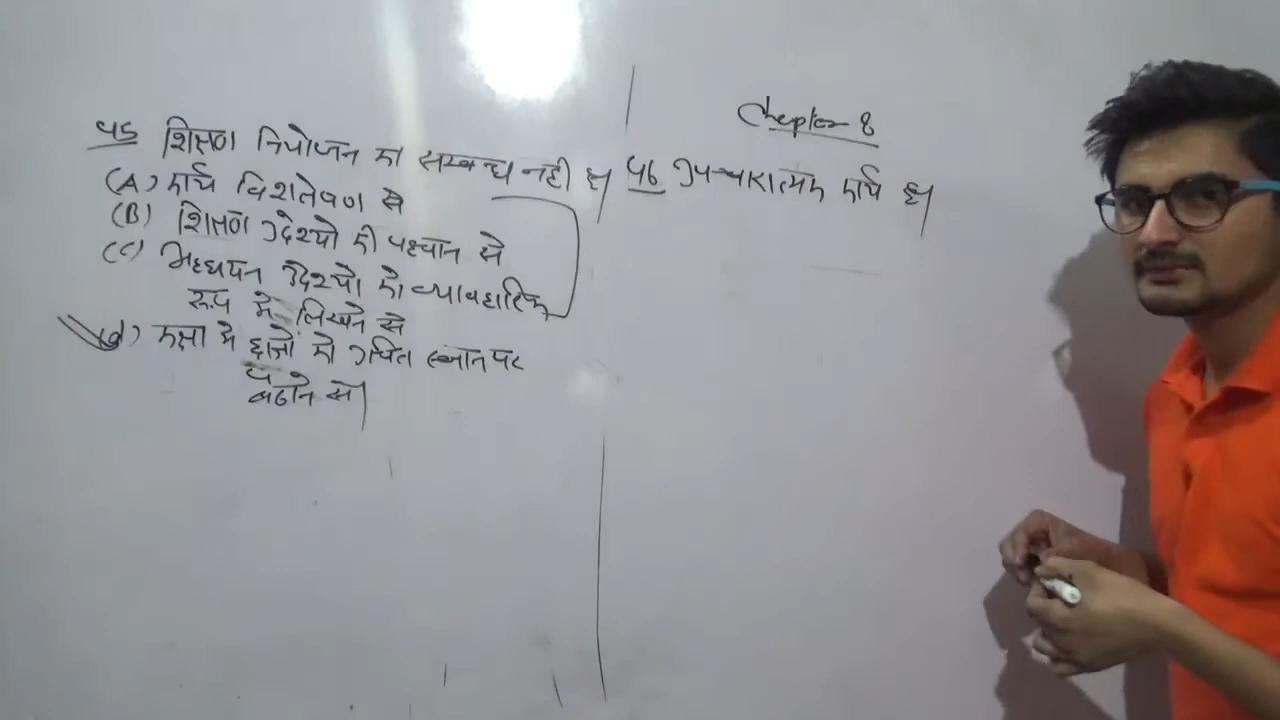 45 शिक्षण नियोजन का सम्बन्ध नही है।
(A) कार्य विश्लेषण से
(B) शिक्षण उद्देश्यो की पहचान से
(C) अध्ययन उद्देश्यो को व्यावहारिक
रूप मे लिखने से
(d) कक्षा मे छात्रों को उचित स्थान पर
बैठाने से।
Chapter 8
46 उपचारात्मक कार्य है।